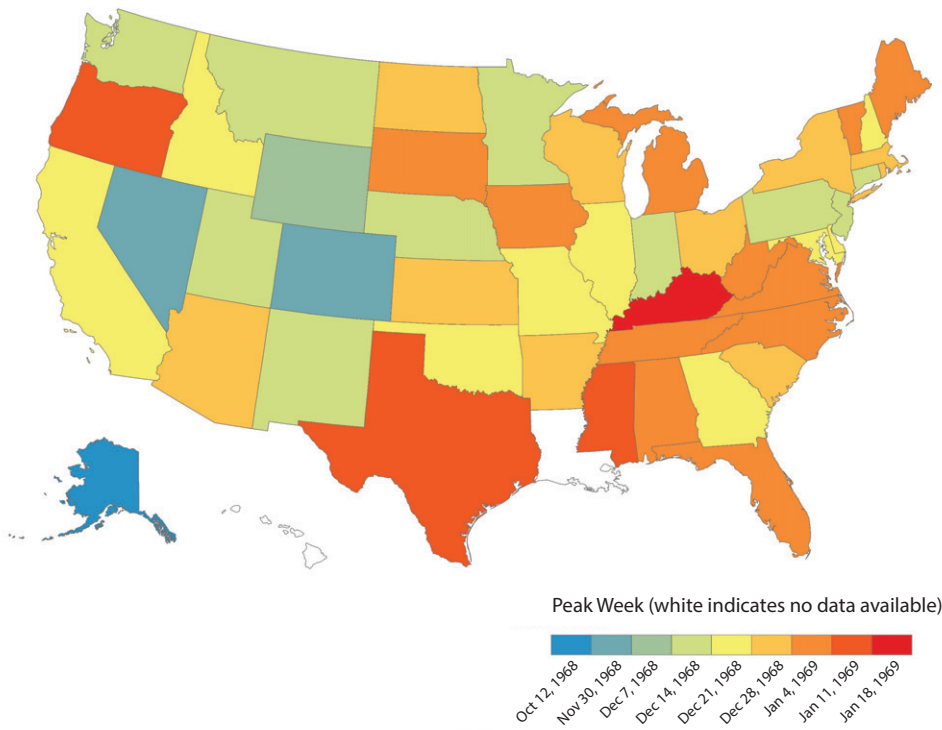 Peak Week (white indicates no data available)
Oct 12, 1968
Nov 30, 1968
Dec 7, 1968
Dec 14, 1968
Dec 21, 1968
Dec 28, 1968
Jan 4, 1969
Jan 11, 1969
Jan 18, 1969